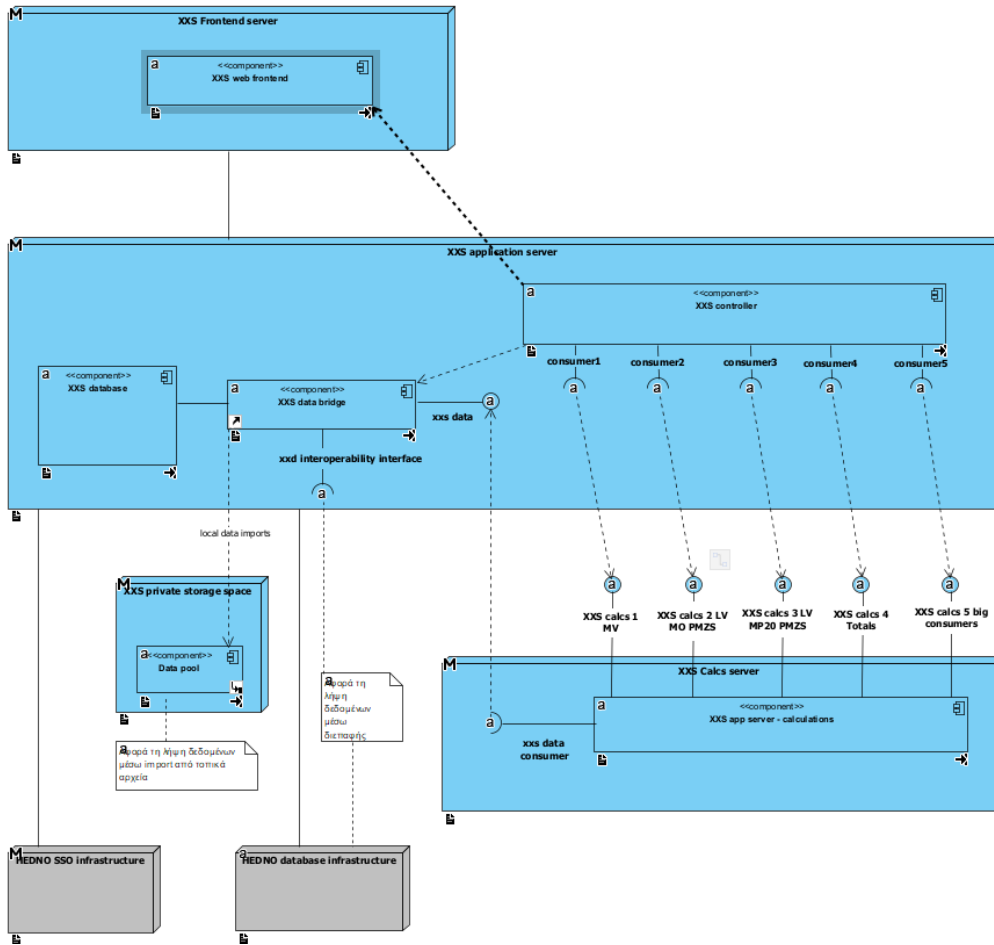 M
XXS Frontend server
a
<<component>>
XXS web frontend
M
XXS application server
a
<<component>>
XXS controller
consumer1
consumer2
consumer3
consumer4
consumer5
a
a
a
a
a
a
<<component>>
XXS database
a
<<component>>
XXS data bridge
a
xxs data
xxd interoperability interface
a
local data imports
M
XXS private storage space
a
<<component>>
Data pool
a
Αφορά τη λήψη δεδομένων
μέσω import από τοπικά
αρχεία
a
Αφορά τη
λήψη
δεδομένων
μέσω
διεπαφής
a
a
a
a
a
XXS calcs 1
MV
XXS calcs 2 LV
MO PMZS
XXS calcs 3 LV
MP20 PMZS
XXS calcs 4
Totals
XXS calcs 5 big
consumers
M
XXS Calcs server
a
<<component>>
XXS app server - calculations
a
xxs data
consumer
M
HEDNO SSO infrastructure
a
HEDNO database infrastructure